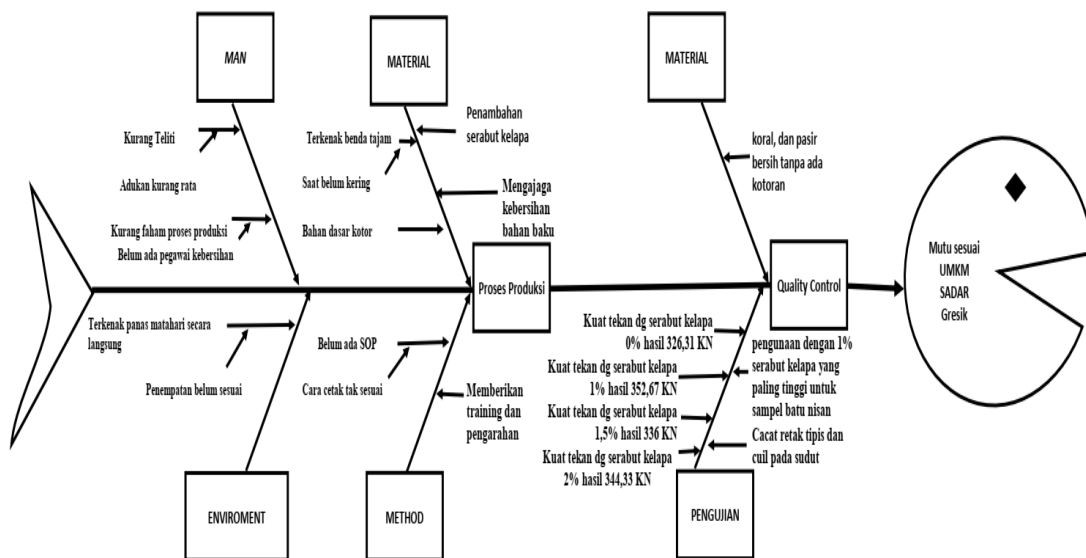 MAN
MATERIAL
MATERIAL
Kurang Teliti
Adukan kurang rata
Kurang faham proses produksi
Belum ada pegawai kebersihan
Terkenak benda tajam
Saat belum kering
Bahan dasar kotor
Penambahan
serabut kelapa
Mengajaga
kebersihan
bahan baku
koral, dan pasir
bersih tanpa ada
kotoran
Proses Produksi
Quality Control
Mutu sesuai
UMKM
SADAR
Gresik
Terkenak panas matahari secara
langsung
Penempatan belum sesuai
Belum ada SOP
Cara cetak tak sesuai
Memberikan
training dan
pengarahan
Kuat tekan dg serabut kelapa
0% hasil 326,31 KN
Kuat tekan dg serabut kelapa
1% hasil 352,67 KN
Kuat tekan dg serabut kelapa
1,5% hasil 336 KN
Kuat tekan dg serabut kelapa
2% hasil 344,33 KN
pengunaan dengan 1%
serabut kelapa yang
paling tinggi untuk
sampel batu nisan
Cacat retak tipis dan
cuil pada sudut
ENVIROMENT
METHOD
PENGUJIAN